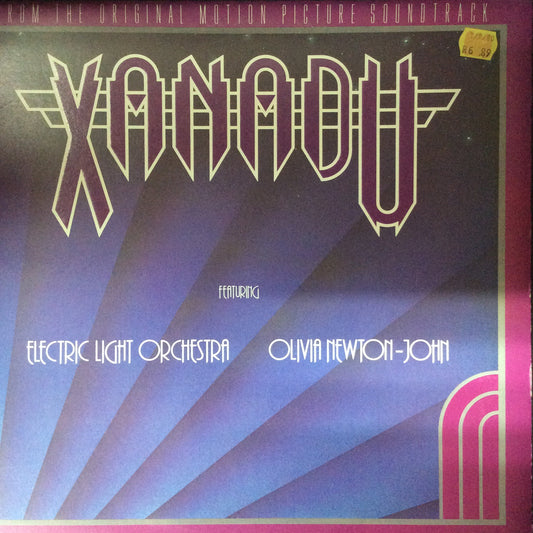 ROM THE ORIGINAL MOTION PICTURE SOUNDTRACK
XANADU
FEATURING
ELECTRIC LIGHT ORCHESTRA OLIVIA NEWTON-JOHN